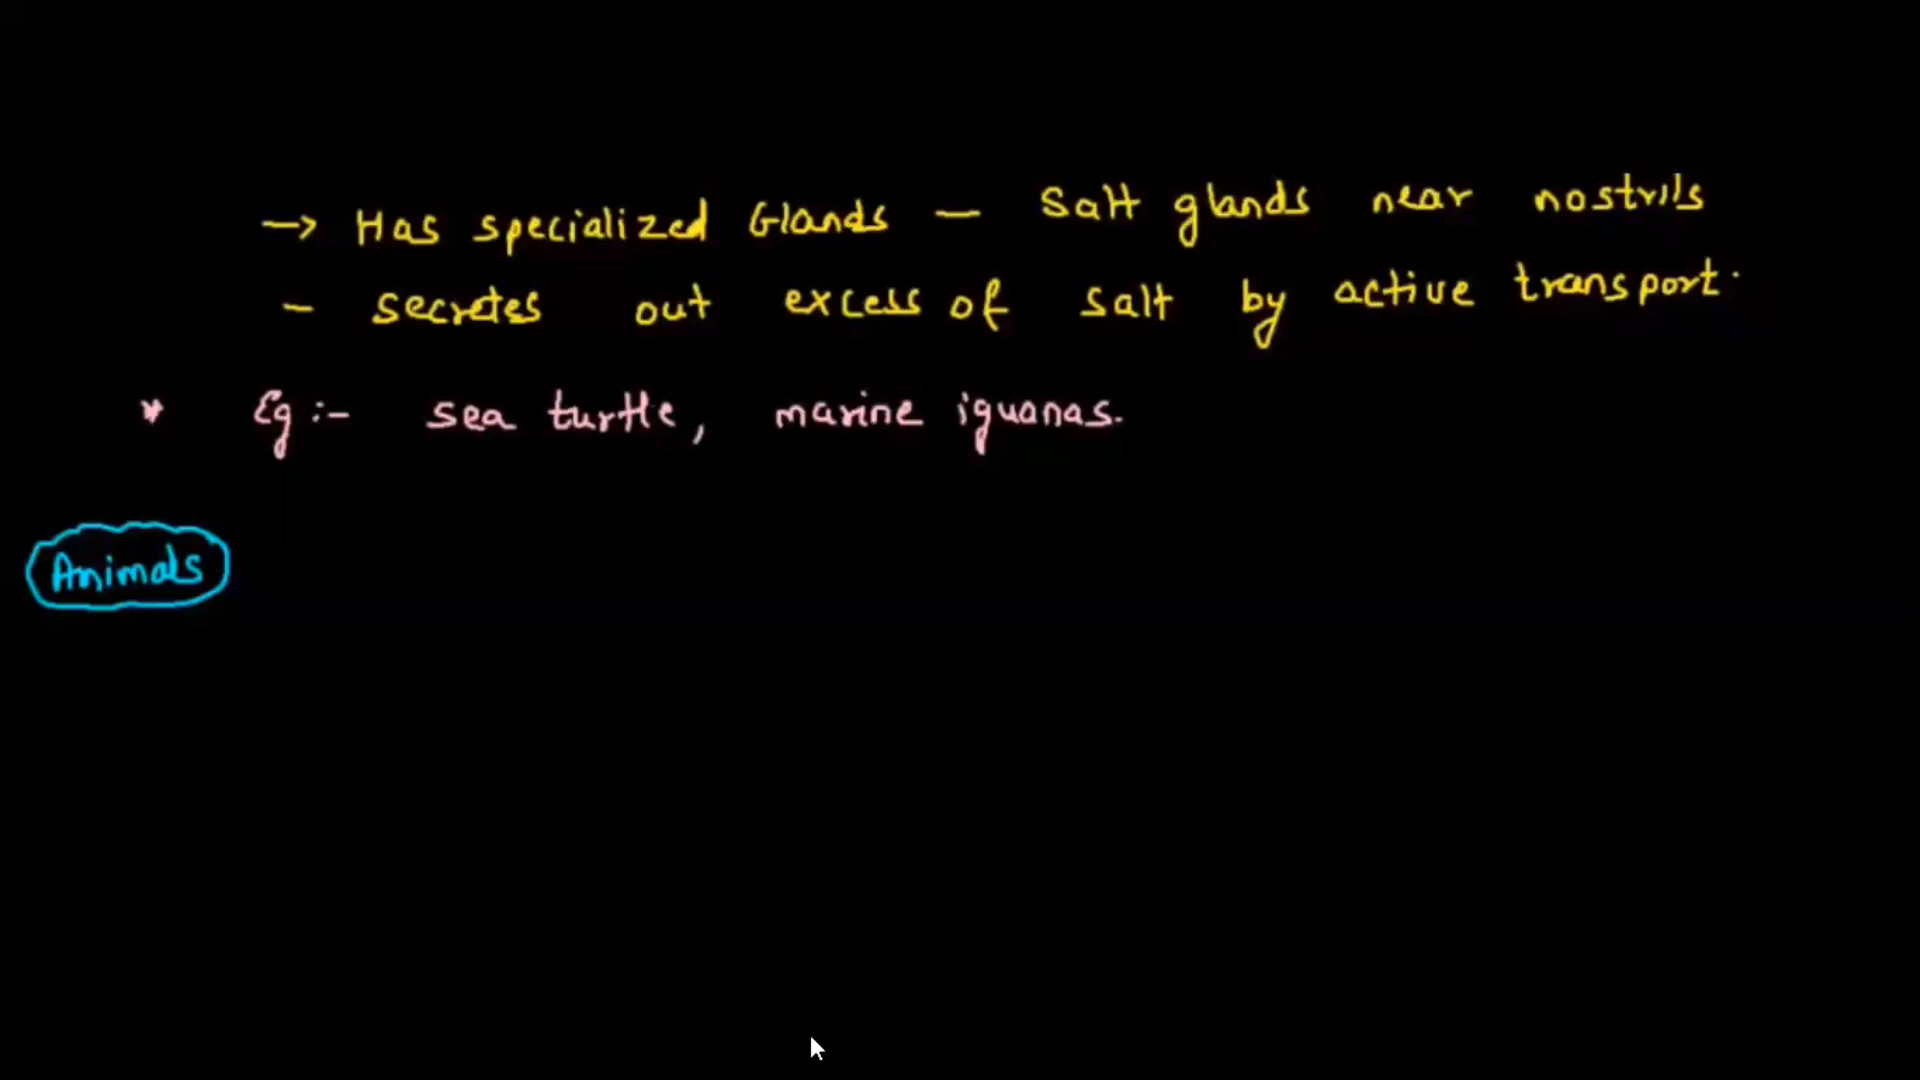 → Has specialized Glands — Salt glands near nostrils
- secretes out excess of salt by active transport.
* Eg :- sea turtle, marine iguanas.
Animals